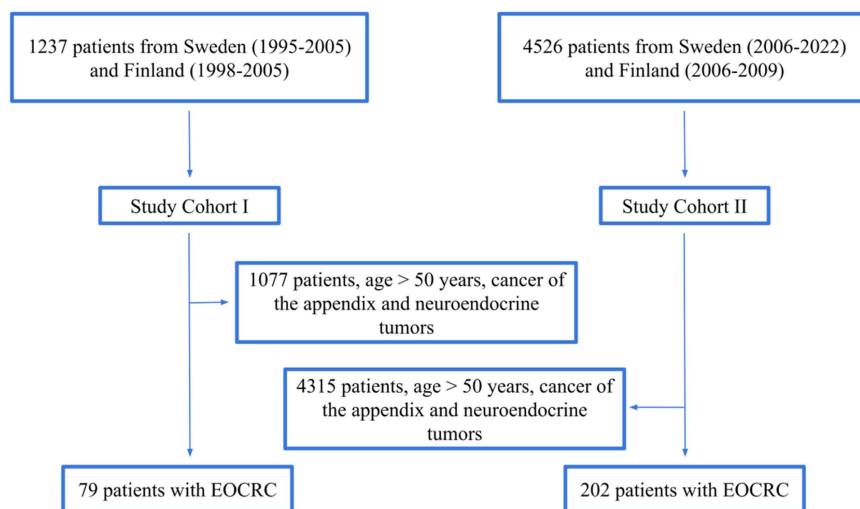 1237 patients from Sweden (1995-2005)
and Finland (1998-2005)
4526 patients from Sweden (2006-2022)
and Finland (2006-2009)
Study Cohort I
Study Cohort II
1077 patients, age > 50 years, cancer of
the appendix and neuroendocrine
tumors
4315 patients, age > 50 years, cancer of
the appendix and neuroendocrine
tumors
79 patients with EOCRC
202 patients with EOCRC